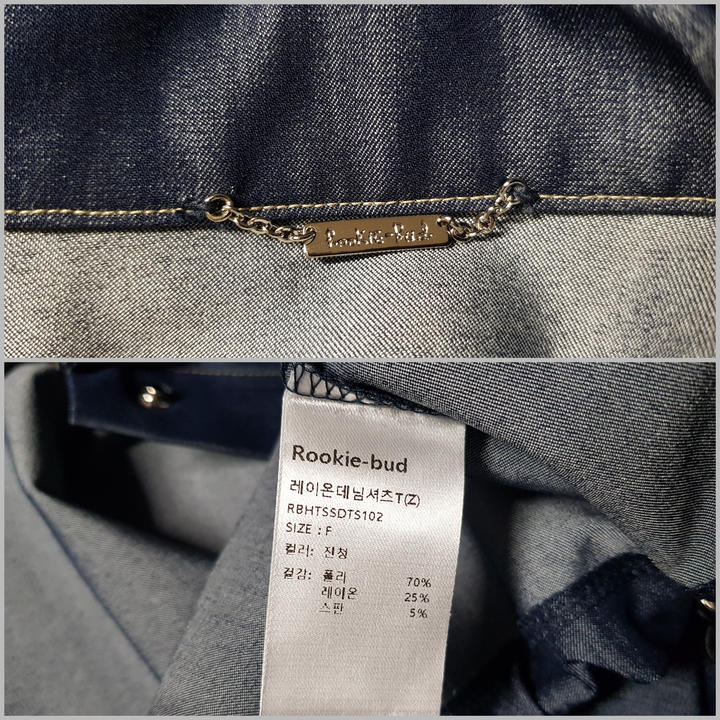 Rookie-Bud
Rookie-bud
레이온데님셔츠T(Z)
RBHTSSDTS102
SIZE : F
컬러: 진청
겉감: 폴리 70%
레이온 25%
스판 5%